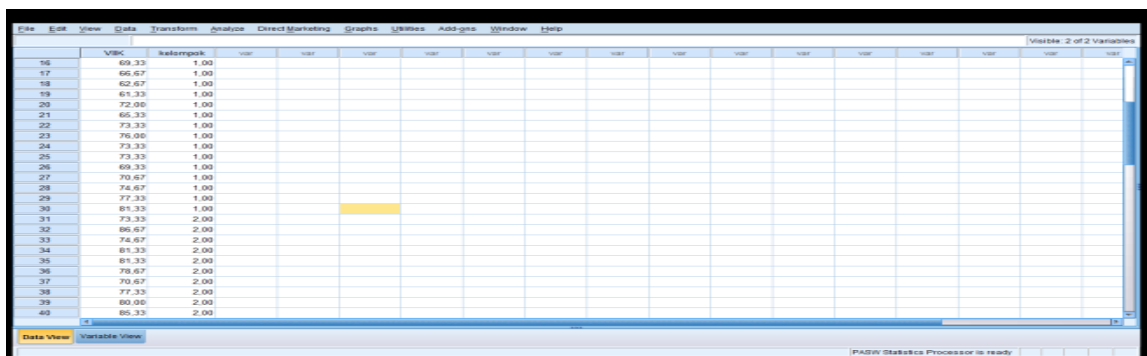 File Edit View Data Transform Analyze Direct Marketing Graphs Utilities Add-ons Window Help
Visible: 2 of 2 Variables
kelompok var var var var var var var var var var var var var var var
16 69,33 1,00
17 66,67 1,00
18 62,67 1,00
19 61,33 1,00
20 72,00 1,00
21 65,33 1,00
22 73,33 1,00
23 76,00 1,00
24 73,33 1,00
25 73,33 1,00
26 69,33 1,00
27 70,67 1,00
28 74,67 1,00
29 77,33 1,00
30 81,33 1,00
31 73,33 2,00
32 86,67 2,00
33 74,67 2,00
34 81,33 2,00
35 81,33 2,00
36 78,67 2,00
37 70,67 2,00
38 77,33 2,00
39 80,00 2,00
40 85,33 2,00
Data View Variable View
PASW Statistics Processor is ready